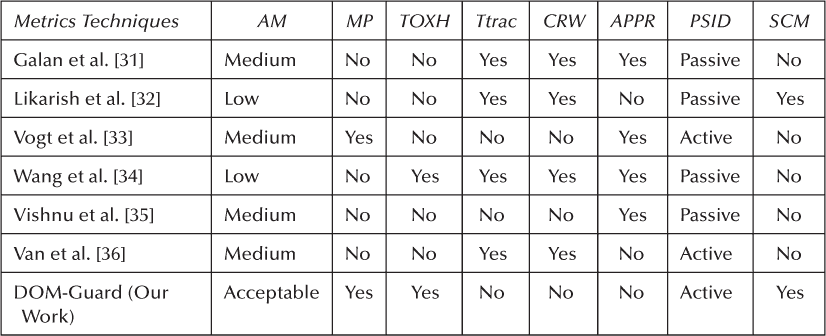 Metrics Techniques AM MP TOXH Ttrac CRW APPR PSID SCM
Galan et al. [31] Medium No No Yes Yes Yes Passive No
Likarish et al. [32] Low No No Yes Yes No Passive Yes
Vogt et al. [33] Medium Yes No No No Yes Active No
Wang et al. [34] Low No Yes Yes Yes Yes Passive No
Vishnu et al. [35] Medium No No No No Yes Passive No
Van et al. [36] Medium No No Yes Yes No Active No
DOM-Guard (Our Acceptable Yes Yes No No No Active Yes
Work)